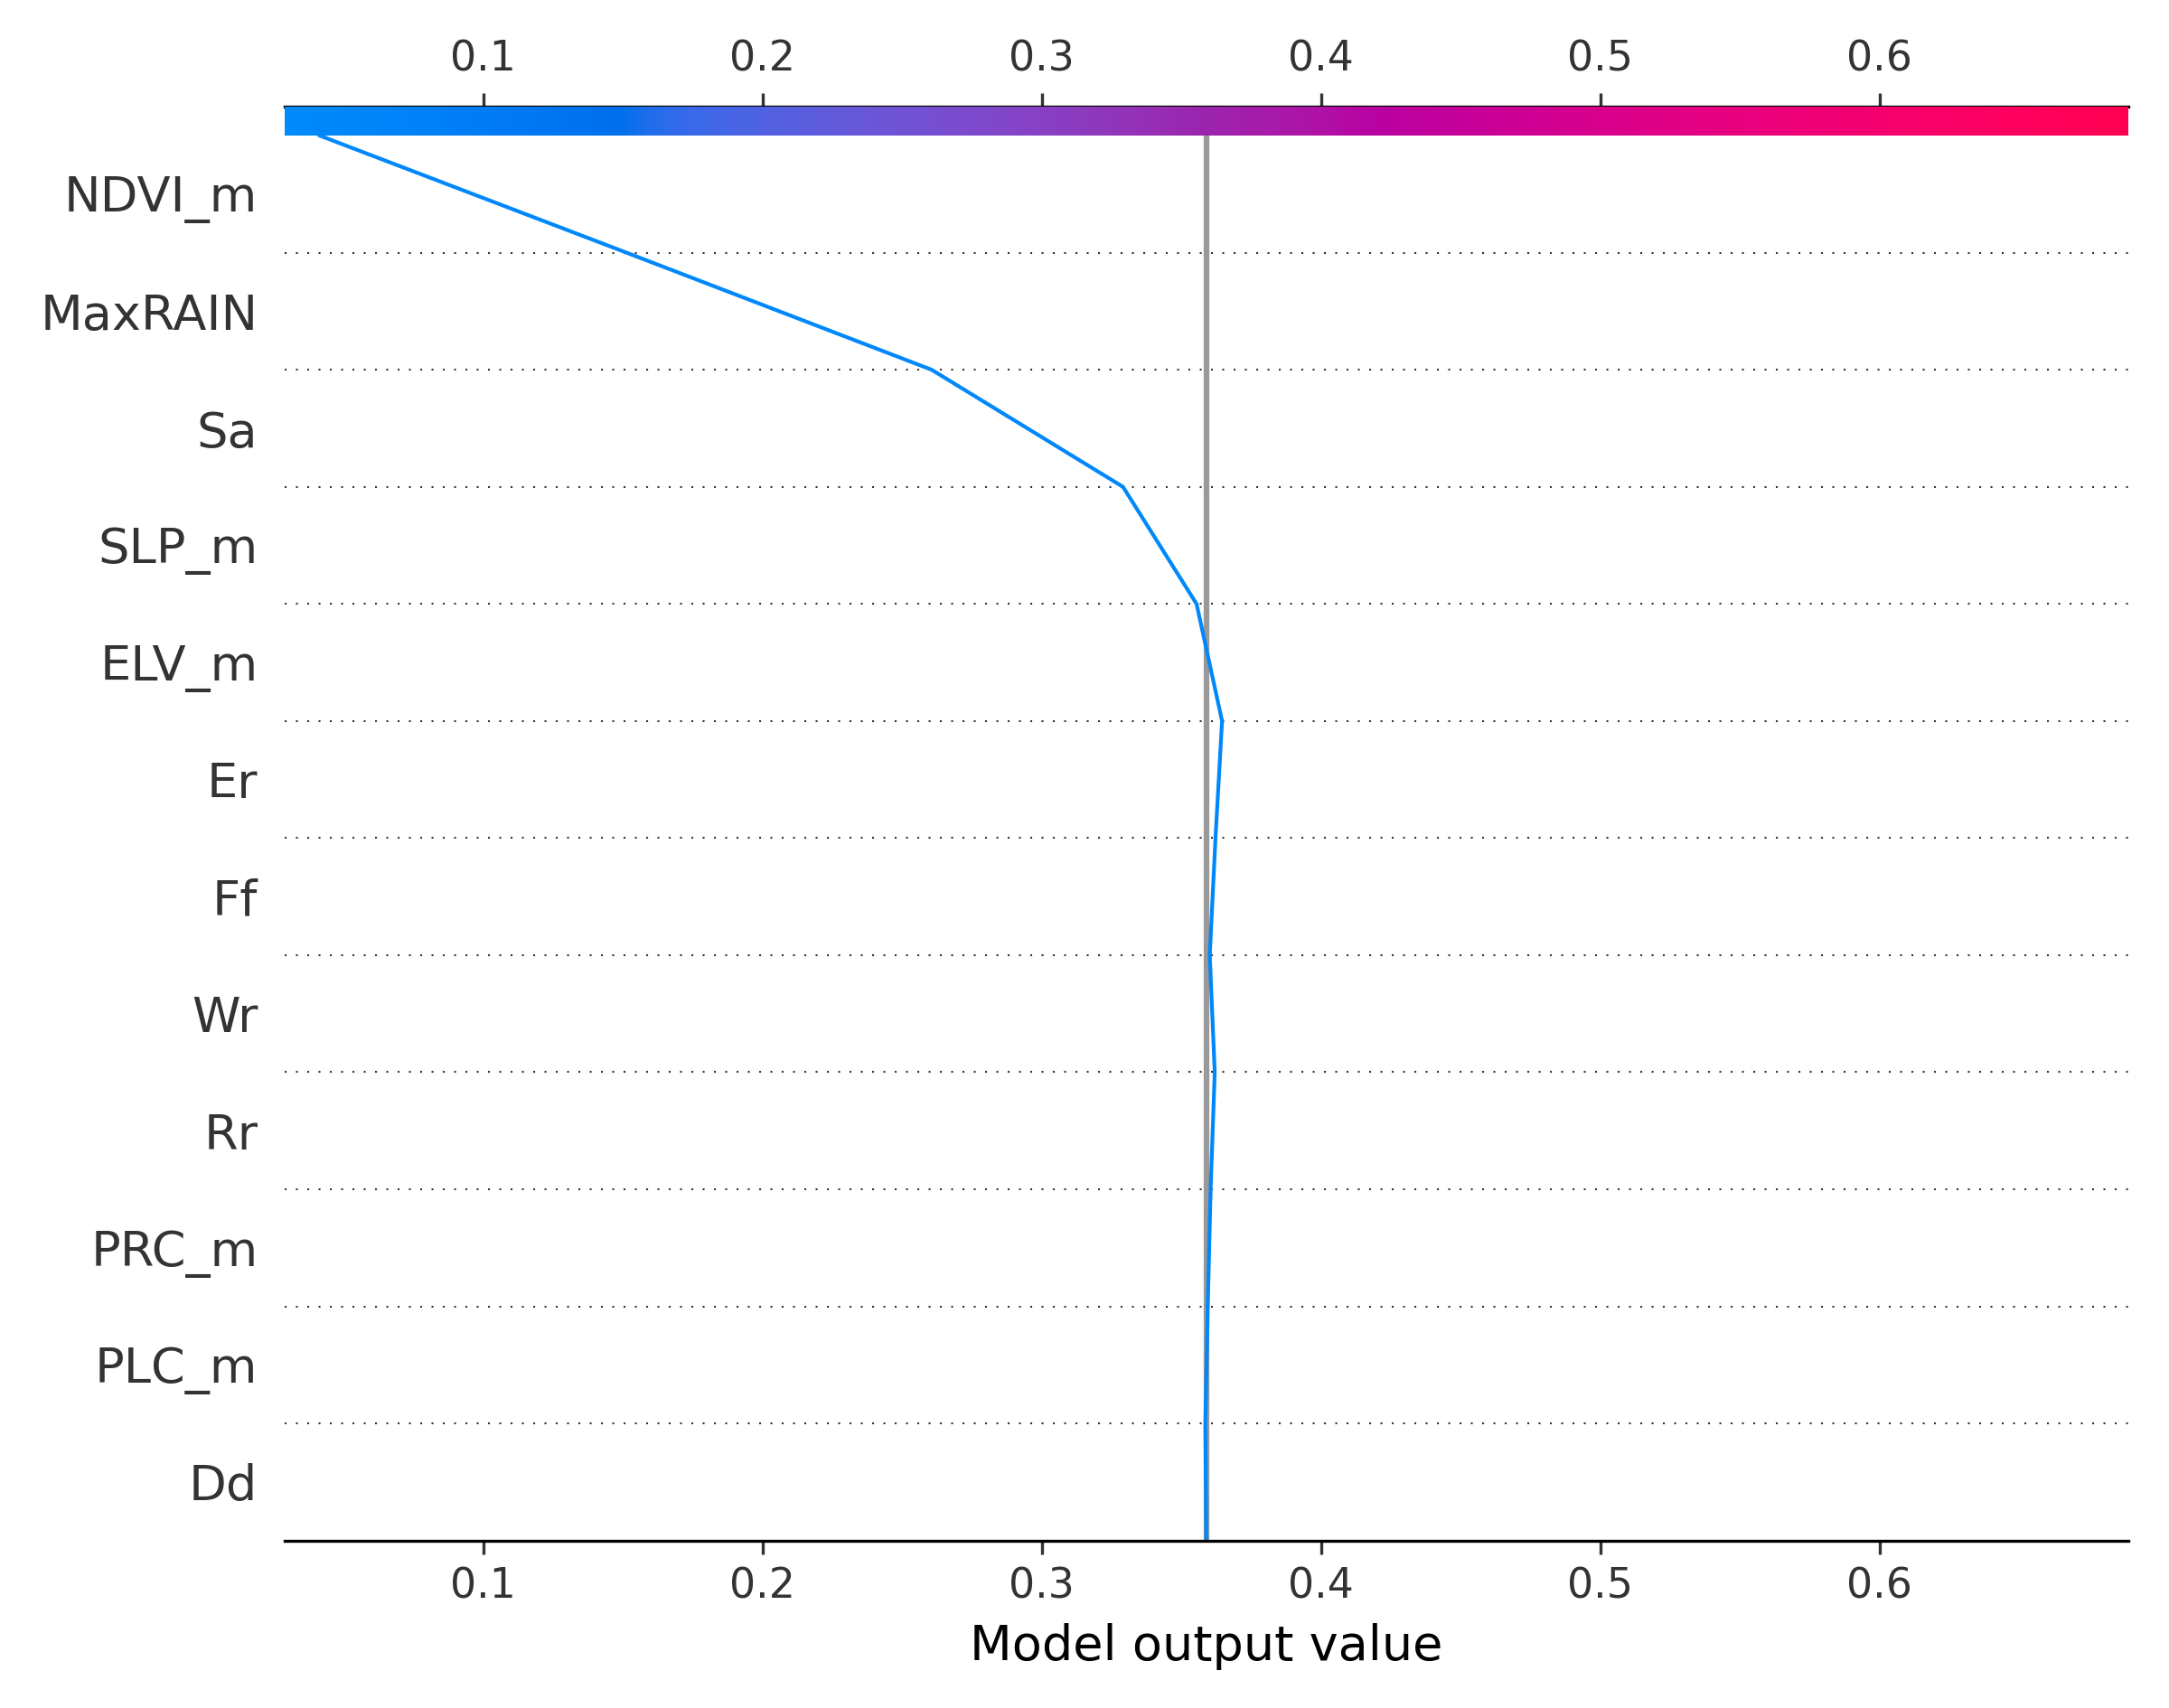 0.1 0.2 0.3 0.4 0.5 0.6
NDVI_m
MaxRAIN
Sa
SLP_m
ELV_m
Er
Ff
Wr
Rr
PRC_m
PLC_m
Dd
0.1 0.2 0.3 0.4 0.5 0.6
Model output value